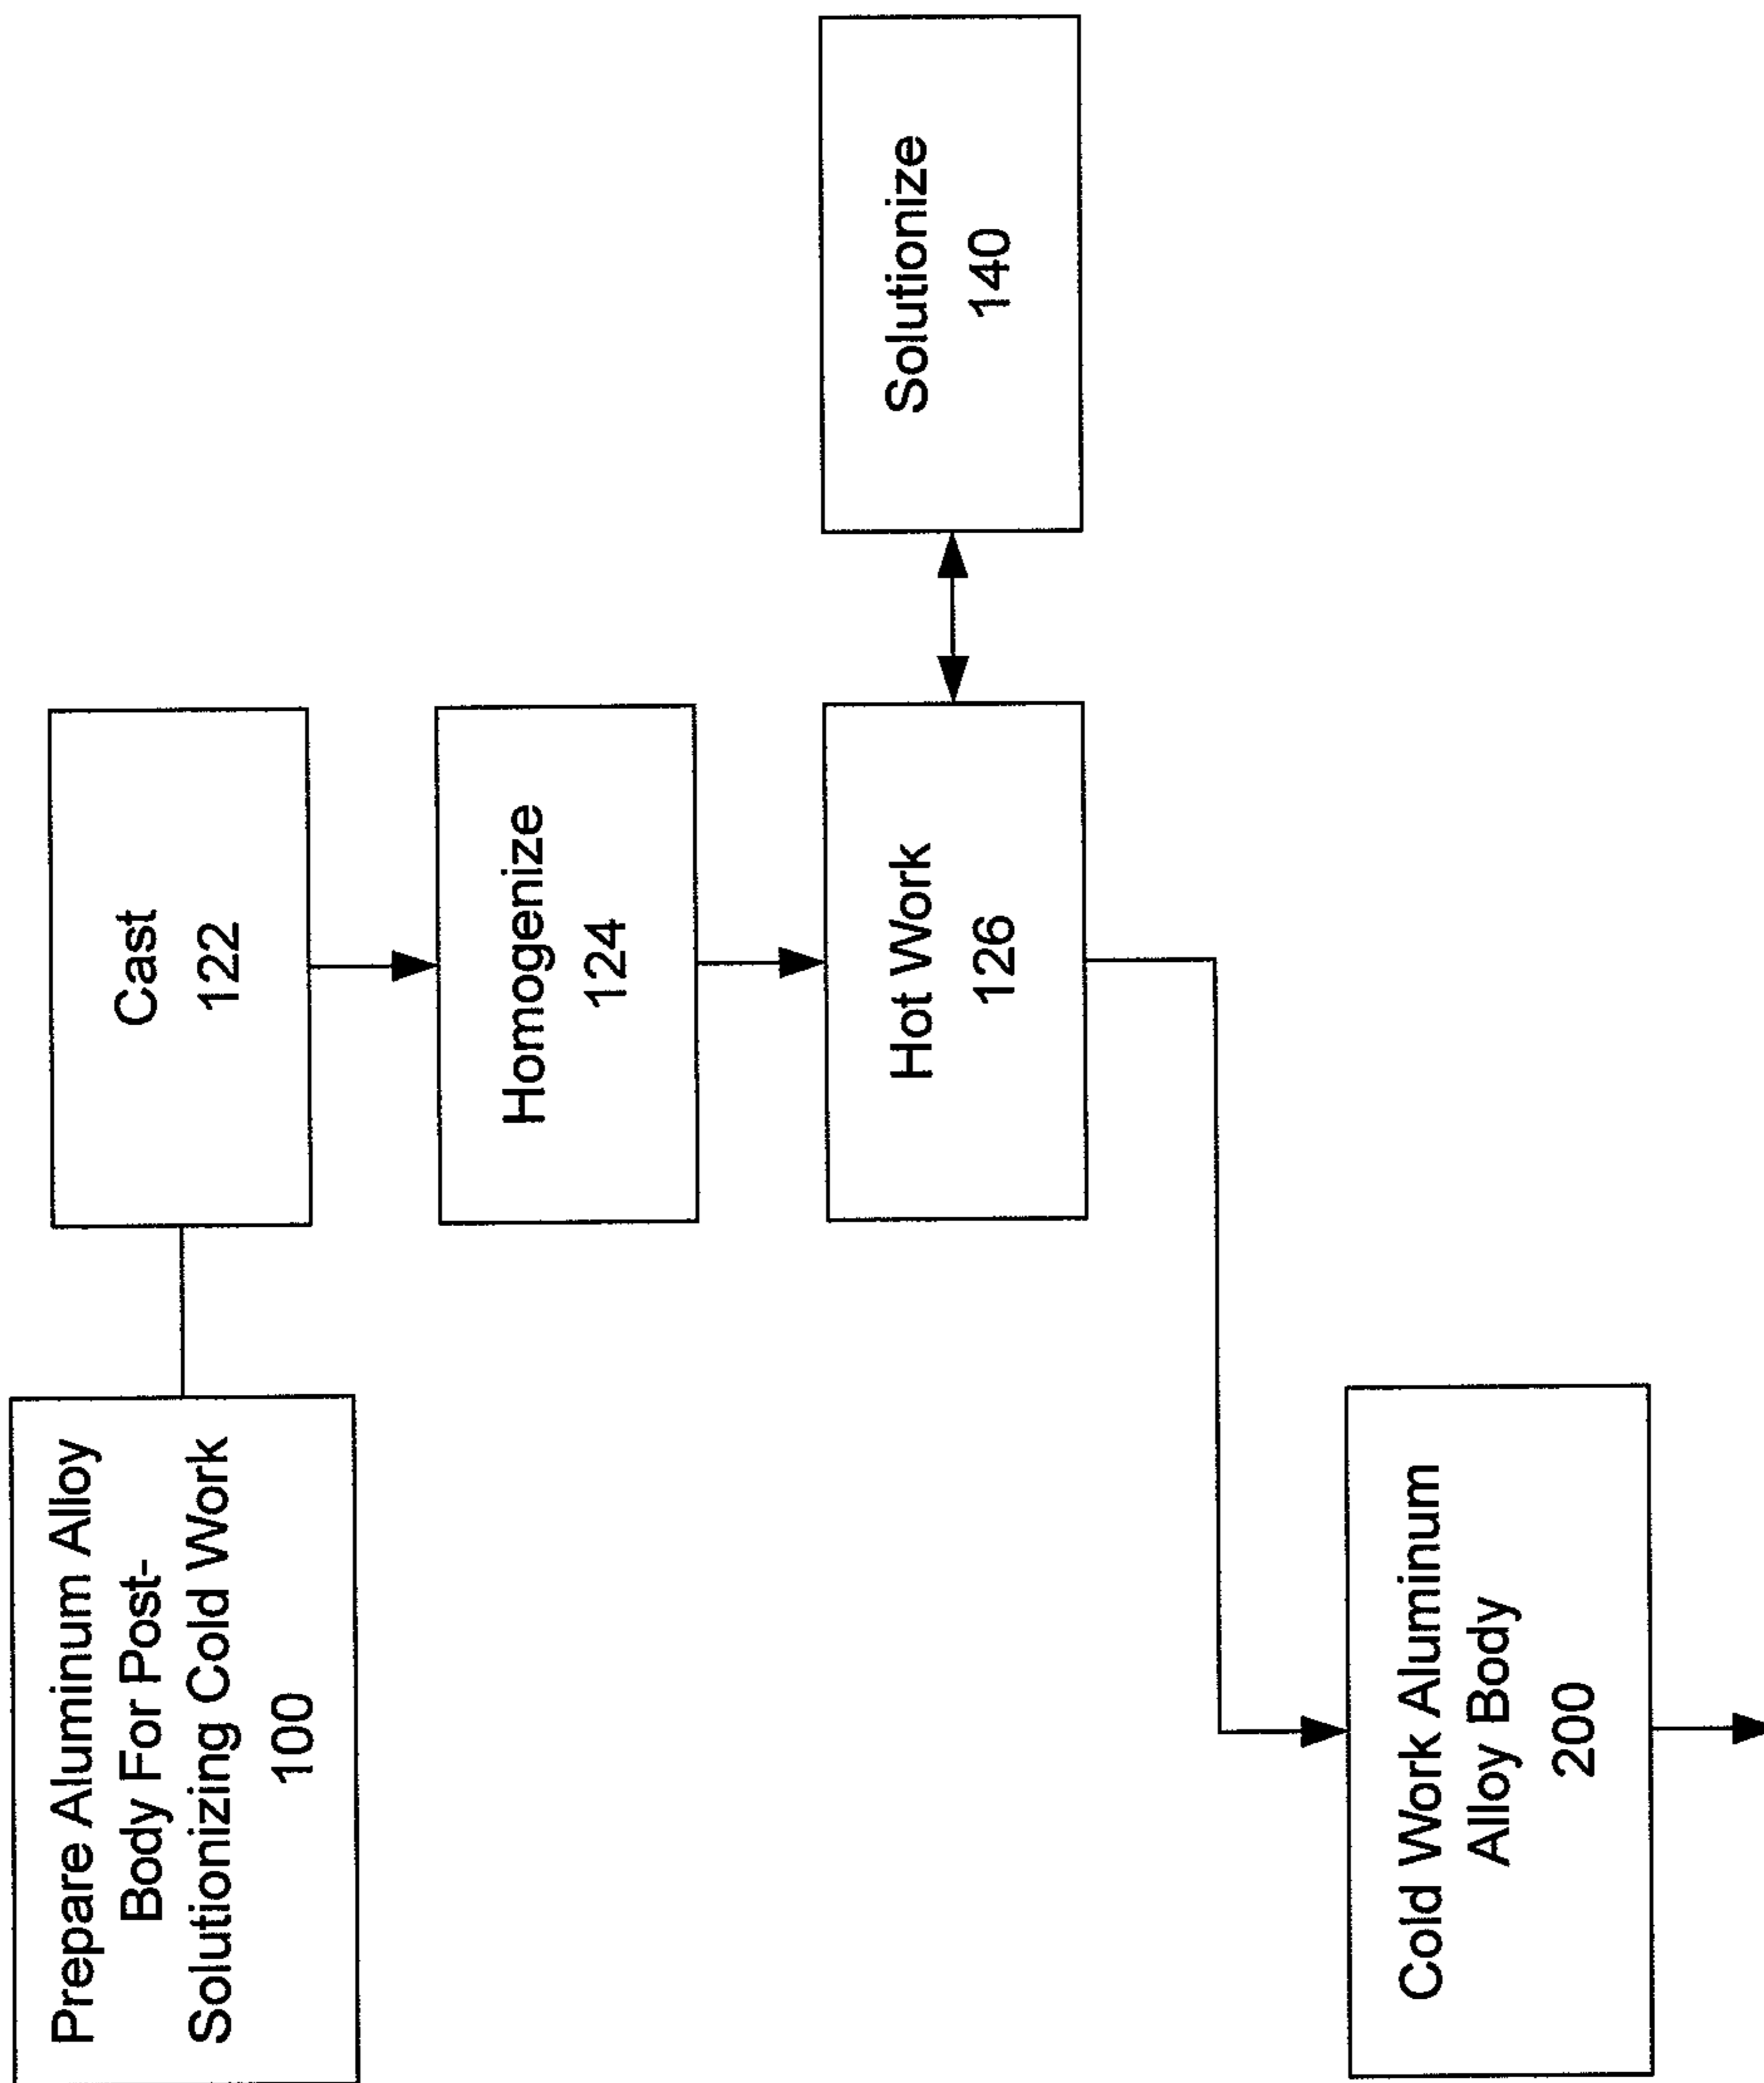 Prepare Aluminum Alloy
Body For Post-
Solutionizing Cold Work
100
Cast
122
Homogenize
124
Hot Work
126
Solutionize
140
Cold Work Aluminum
Alloy Body
200